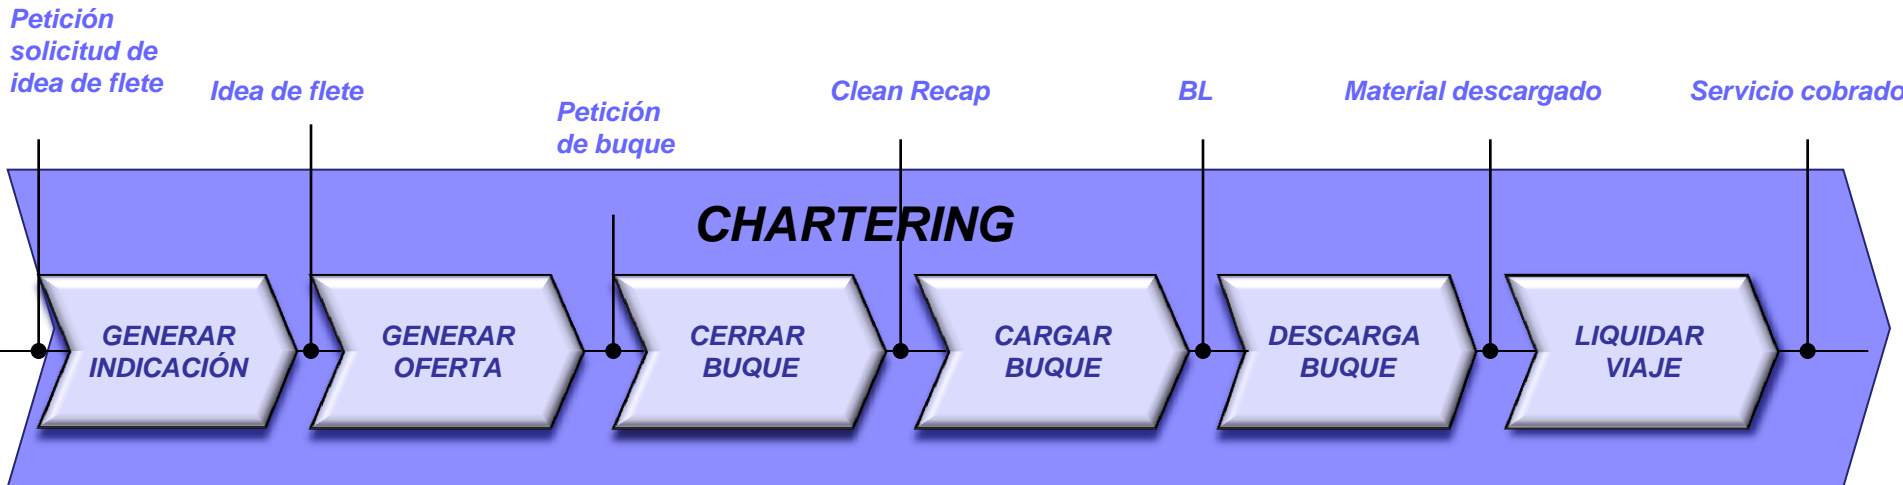 Petición
solicitud de
idea de flete
Idea de flete
Petición
de buque
Clean Recap
BL
Material descargado
Servicio cobrado
CHARTERING
GENERAR
INDICACIÓN
GENERAR
OFERTA
CERRAR
BUQUE
CARGAR
BUQUE
DESCARGA
BUQUE
LIQUIDAR
VIAJE